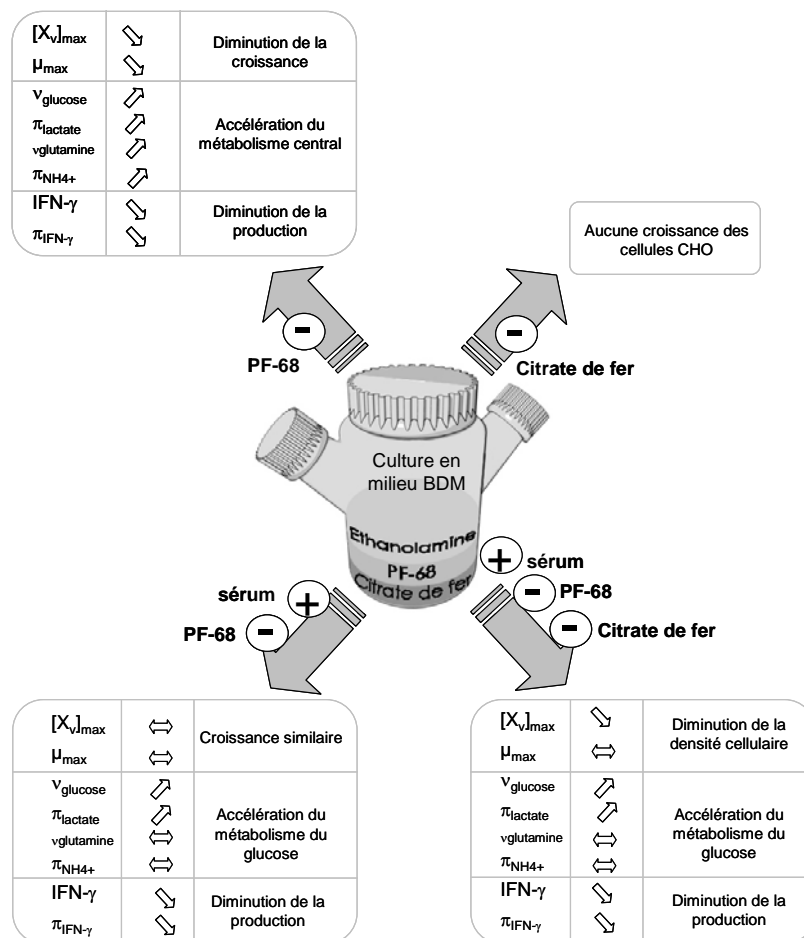 [Xv]max ⇘ Diminution de la
croissance
μmax ⇘
νglucose ⇗
πlactate ⇗ Accélération du
νglutamine ⇗ métabolisme central
πNH4+ ⇗
IFN-γ ⇘ Diminution de la
πIFN-γ ⇘ production
Aucune croissance des
cellules CHO
-
PF-68
-
Citrate de fer
Culture en
milieu BDM
Ethanolamine
PF-68
Citrate de fer
+ sérum
- PF-68
- Citrate de fer
sérum +
PF-68 -
[Xv]max ⇔ Croissance similaire
μmax ⇔
νglucose ⇗
πlactate ⇗ Accélération du
νglutamine ⇔ métabolisme du
πNH4+ ⇔ glucose
IFN-γ ⇘ Diminution de la
πIFN-γ ⇘ production
[Xv]max ⇘ Diminution de la
μmax ⇔ densité cellulaire
νglucose ⇗
πlactate ⇗ Accélération du
νglutamine ⇔ métabolisme du
πNH4+ ⇔ glucose
IFN-γ ⇘ Diminution de la
πIFN-γ ⇘ production